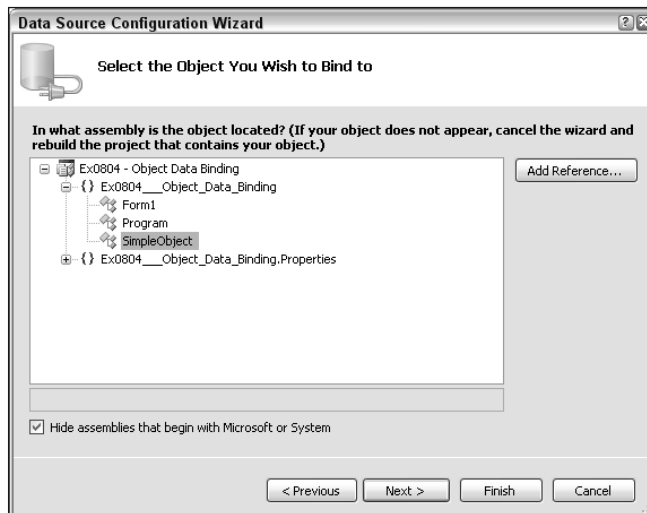 Data Source Configuration Wizard
Select the Object You Wish to Bind to
In what assembly is the object located? (If your object does not appear, cancel the wizard and
rebuild the project that contains your object.)
Ex0804 - Object Data Binding
{} Ex0804___Object_Data_Binding
Form1
Program
SimpleObject
{} Ex0804___Object_Data_Binding.Properties
Add Reference...
Hide assemblies that begin with Microsoft or System
< Previous
Next >
Finish
Cancel